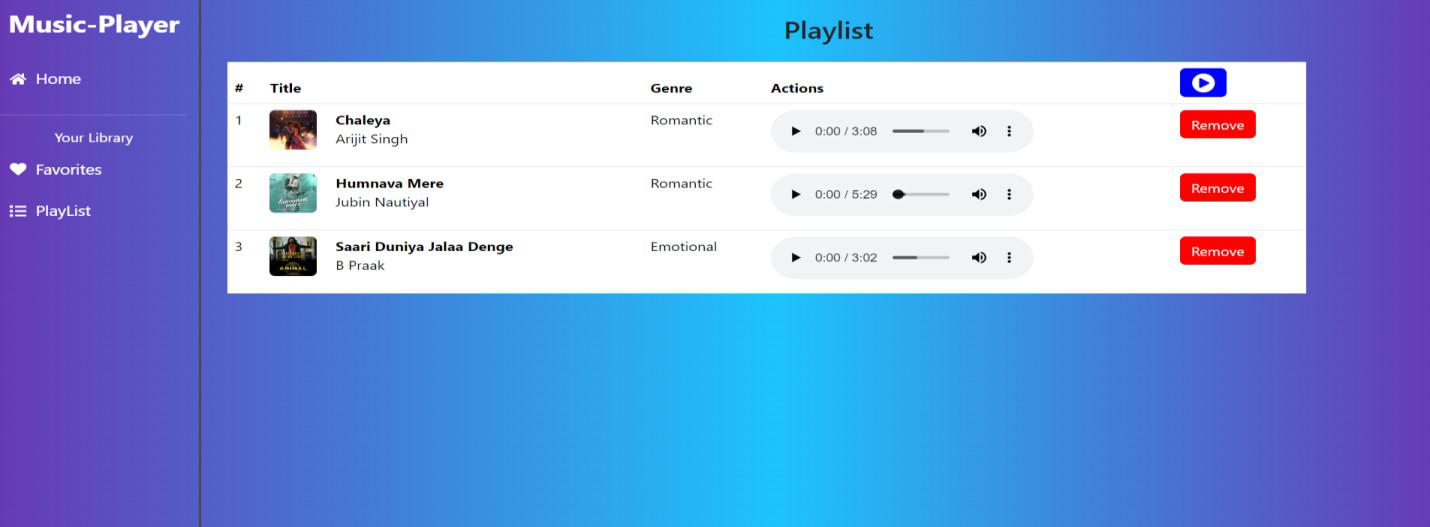 Music-Player
Home
Your Library
Favorites
PlayList
Playlist
# Title Genre Actions
1 Chaleya Romantic 0:00 / 3:08 Remove
Arijit Singh
2 Humnava Mere Romantic 0:00 / 5:29 Remove
Jubin Nautiyal
3 Saari Duniya Jalaa Denge Emotional 0:00 / 3:02 Remove
B Praak
ANIMAL